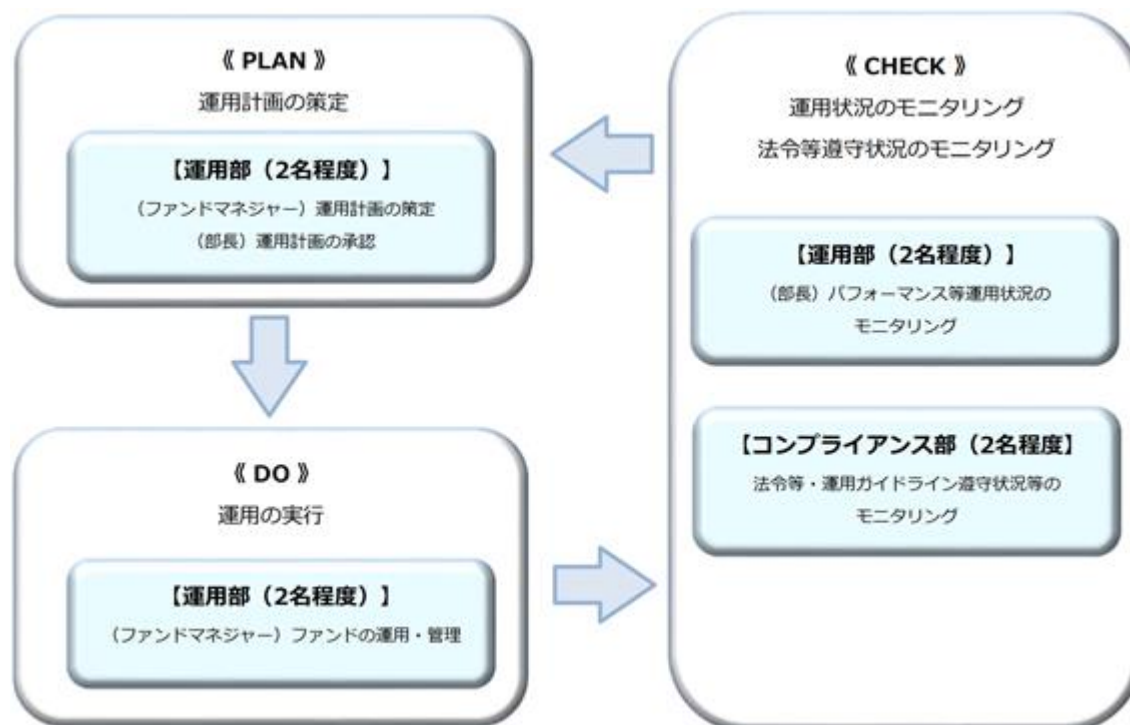 《 PLAN 》
運用計画の策定
【運用部（2名程度）】
（ファンドマネジャー）運用計画の策定
（部長）運用計画の承認
《 DO 》
運用の実行
【運用部（2名程度）】
（ファンドマネジャー）ファンドの運用・管理
《 CHECK 》
運用状況のモニタリング
法令等遵守状況のモニタリング
【運用部（2名程度）】
（部長）パフォーマンス等運用状況の
モニタリング
【コンプライアンス部（2名程度】
法令等・運用ガイドライン遵守状況等の
モニタリング